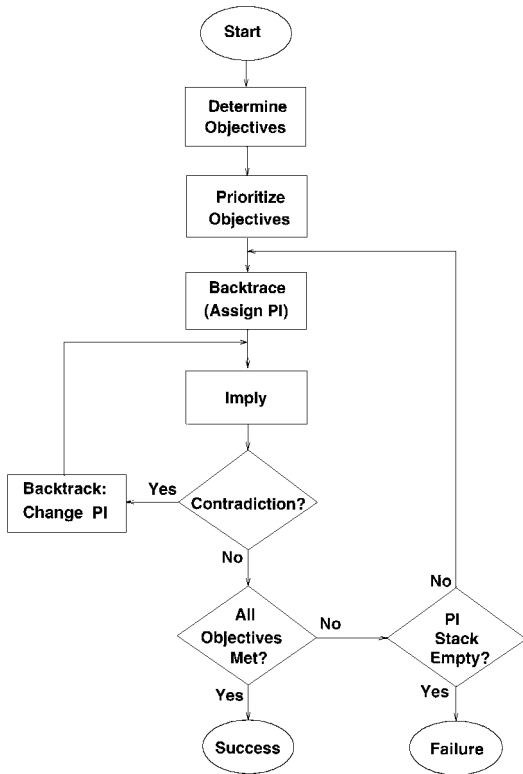 Start
Determine
Objectives
Prioritize
Objectives
Backtrace
(Assign PI)
Imply
Backtrack:
Change PI
Yes
Contradiction?
No
All
Objectives
Met?
No
No
PI
Stack
Empty?
Yes
Yes
Success
Failure